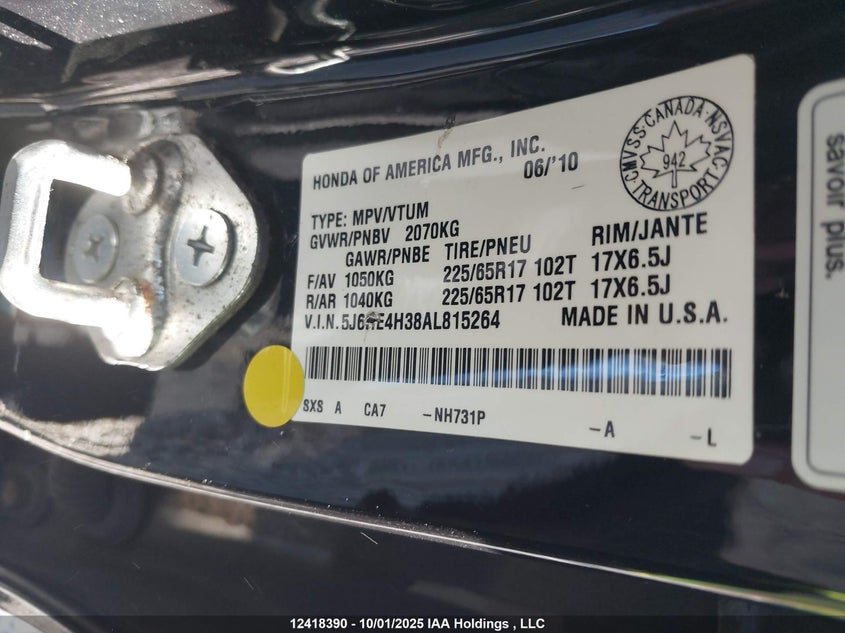 HONDA OF AMERICA MFG., INC.
06/'10
CMVSS·CANADA·NSVAC
942
TRANSPORT
TYPE: MPV/VTUM
GVWR/PNBV 2070KG
GAWR/PNBE TIRE/PNEU RIM/JANTE
F/AV 1050KG 225/65R17 102T 17X6.5J
R/AR 1040KG 225/65R17 102T 17X6.5J
V.I.N. MADE IN U.S.A.
SXS A CA7 -NH731P -A -L
savoir plus.
12418390 - 10/01/2025 IAA Holdings , LLC